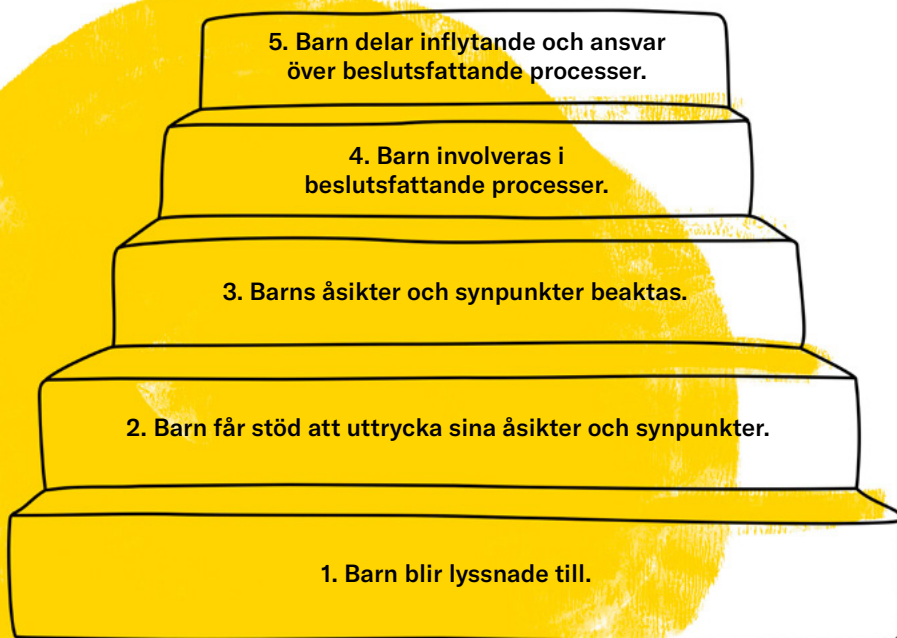 5. Barn delar inflytande och ansvar
över beslutsfattande processer.
4. Barn involveras i
beslutsfattande processer.
3. Barns åsikter och synpunkter beaktas.
2. Barn får stöd att uttrycka sina åsikter och synpunkter.
1. Barn blir lyssnade till.